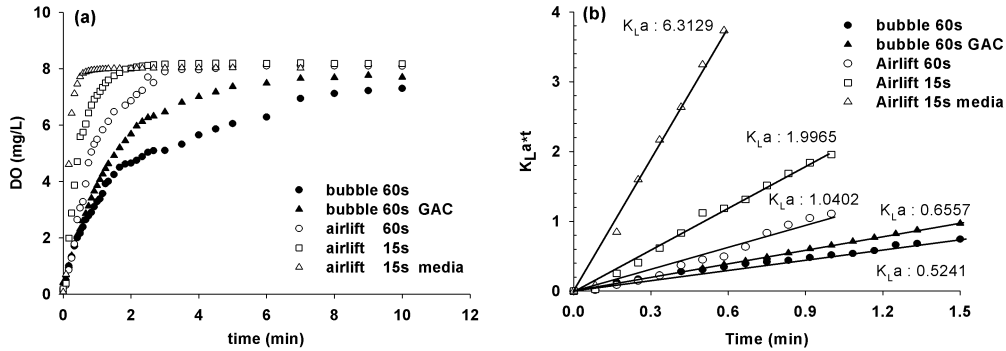 (a)
DO (mg/L)
10
8
6
4
2
0
bubble 60s
bubble 60s GAC
airlift 60s
airlift 15s
airlift 15s media
0 2 4 6 8 10 12
time (min)
(b)
KLa*t
4
3
2
1
0
KLa : 6.3129
bubble 60s
bubble 60s GAC
Airlift 60s
Airlift 15s
Airlift 15s media
KLa : 1.9965
KLa : 1.0402
KLa : 0.6557
KLa : 0.5241
0.0 0.3 0.6 0.9 1.2 1.5
Time (min)